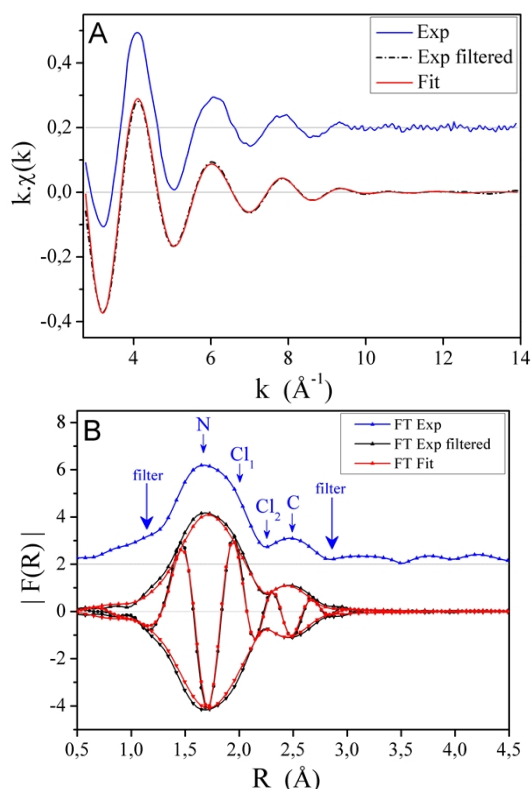 A
Exp
Exp filtered
Fit
k.χ(k)
0,4
0,2
0,0
-0,2
-0,4
4 6 8 10 12 14
k (Å⁻¹)
B
FT Exp
FT Exp filtered
FT Fit
N
Cl₁
Cl₂
C
filter
filter
| F(R) |
8
6
4
2
0
-2
-4
0,5 1,0 1,5 2,0 2,5 3,0 3,5 4,0 4,5
R (Å)